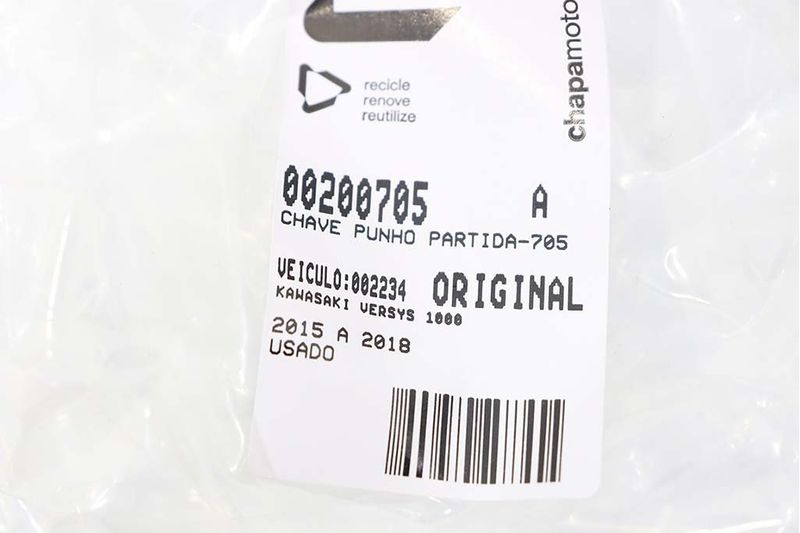 recicle
renove
reutilize
chapamoto
00200705 A
CHAVE PUNHO PARTIDA-705
VEICULO:002234 ORIGINAL
KAWASAKI VERSYS 1000
2015 A 2018
USADO